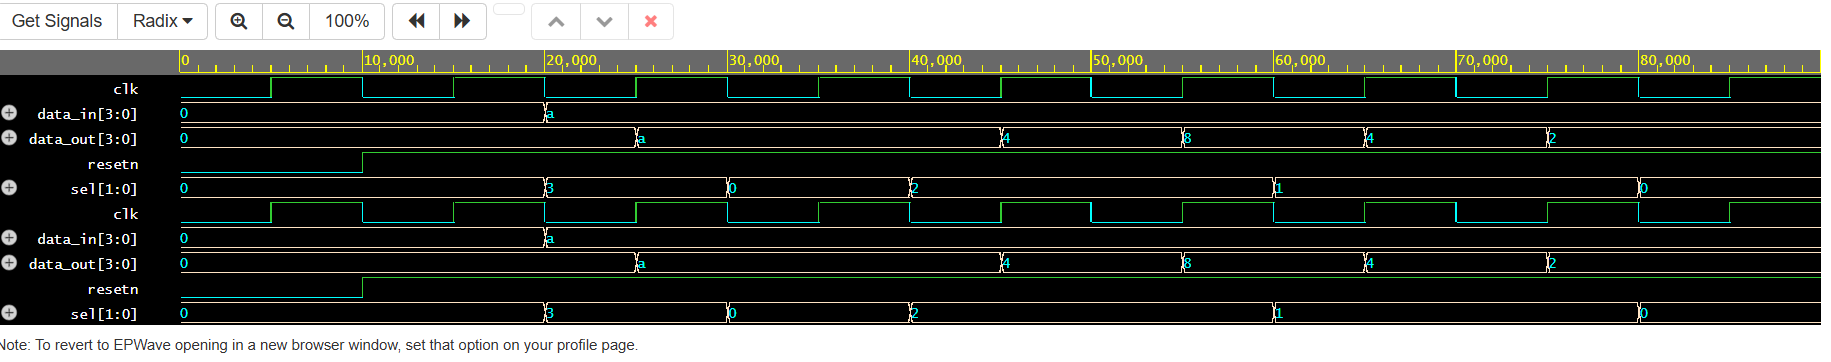 Get Signals Radix 100%
0 10,000 20,000 30,000 40,000 50,000 60,000 70,000 80,000
clk
data_in[3:0] 0 a
data_out[3:0] 0 a 4 8 4 2
resetn
sel[1:0] 0 3 0 2 1 0
clk
data_in[3:0] 0 a
data_out[3:0] 0 a 4 8 4 2
resetn
sel[1:0] 0 3 0 2 1 0
Note: To revert to EPWave opening in a new browser window, set that option on your profile page.